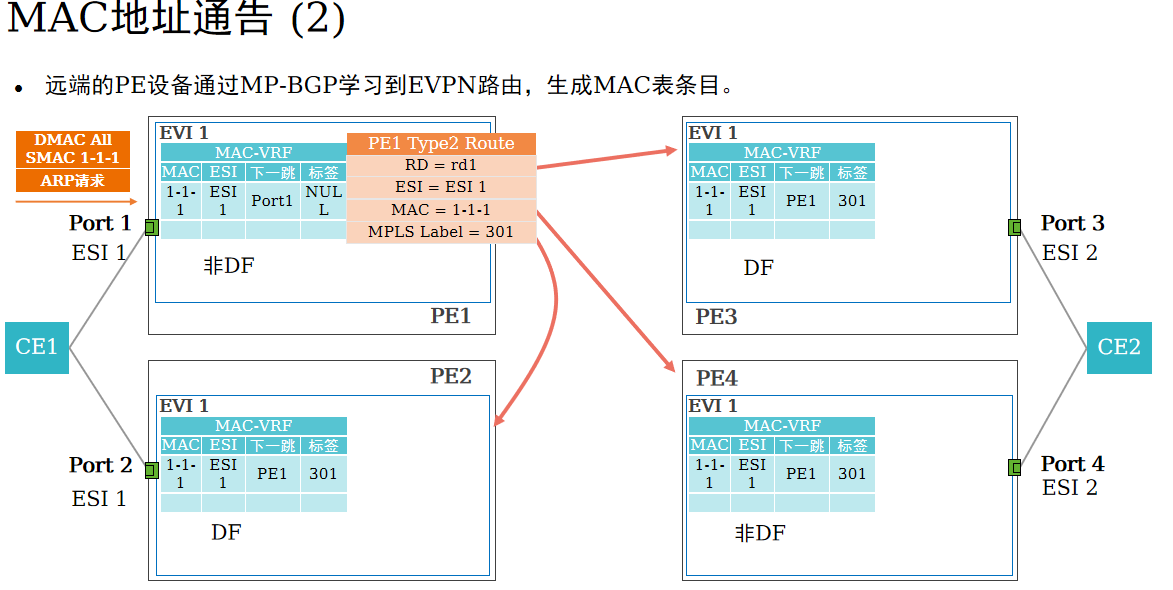 MAC地址通告 (2)
• 远端的PE设备通过MP-BGP学习到EVPN路由，生成MAC表条目。
DMAC All
SMAC 1-1-1
ARP请求
Port 1
ESI 1
CE1
Port 2
ESI 1
EVI 1
MAC-VRF
MAC ESI 下一跳 标签
1-1-1 ESI 1 Port1 NULL
非DF
PE1
PE1 Type2 Route
RD = rd1
ESI = ESI 1
MAC = 1-1-1
MPLS Label = 301
PE2
EVI 1
MAC-VRF
MAC ESI 下一跳 标签
1-1-1 ESI 1 PE1 301
DF
EVI 1
MAC-VRF
MAC ESI 下一跳 标签
1-1-1 ESI 1 PE1 301
DF
PE3
PE4
EVI 1
MAC-VRF
MAC ESI 下一跳 标签
1-1-1 ESI 1 PE1 301
非DF
Port 3
ESI 2
CE2
Port 4
ESI 2